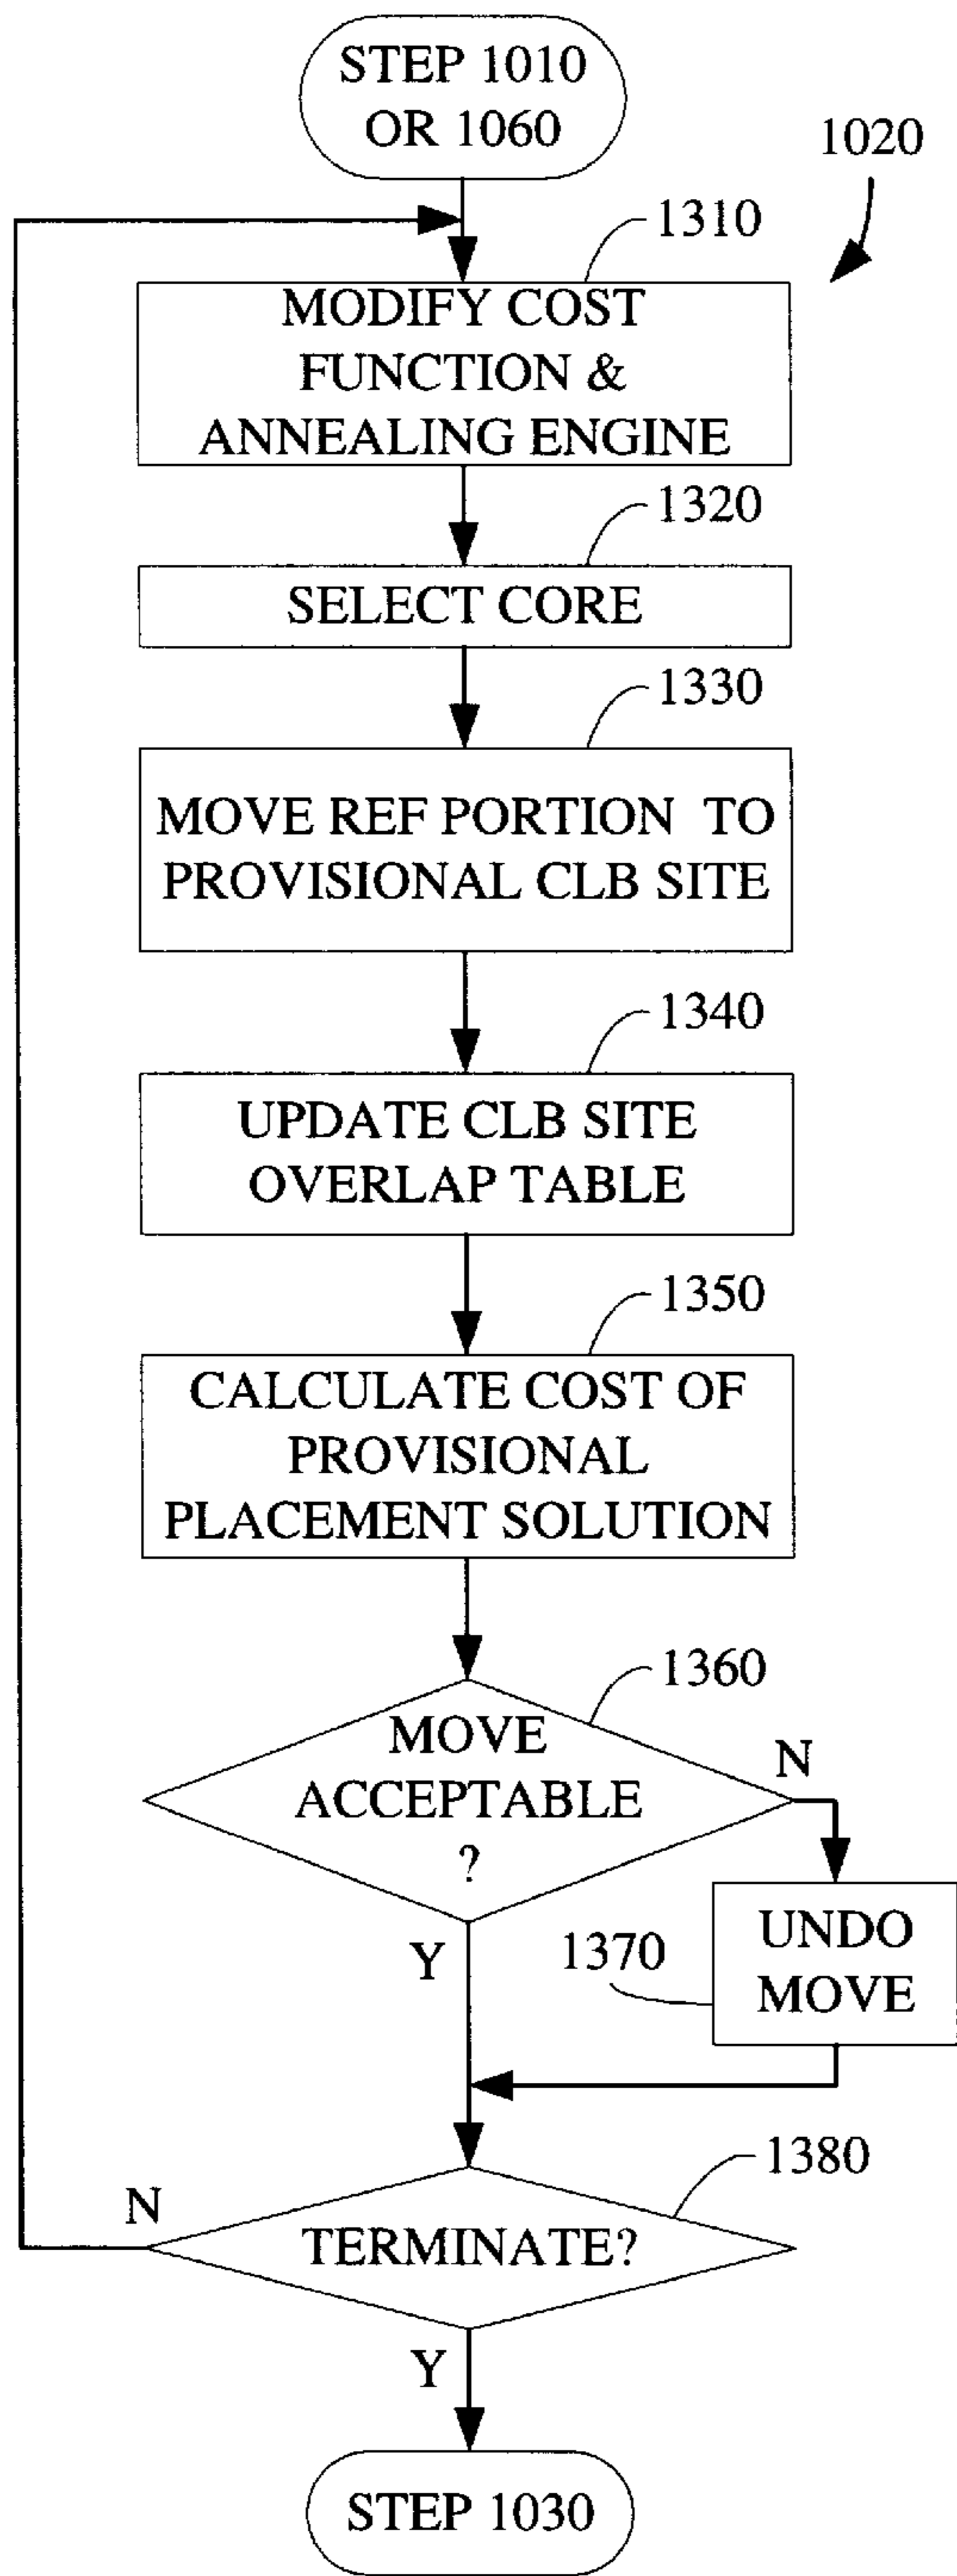 STEP 1010
OR 1060
1020
1310
MODIFY COST
FUNCTION &
ANNEALING ENGINE
1320
SELECT CORE
1330
MOVE REF PORTION TO
PROVISIONAL CLB SITE
1340
UPDATE CLB SITE
OVERLAP TABLE
1350
CALCULATE COST OF
PROVISIONAL
PLACEMENT SOLUTION
1360
MOVE
ACCEPTABLE
?
N
Y
1370
UNDO
MOVE
1380
N
TERMINATE?
Y
STEP 1030